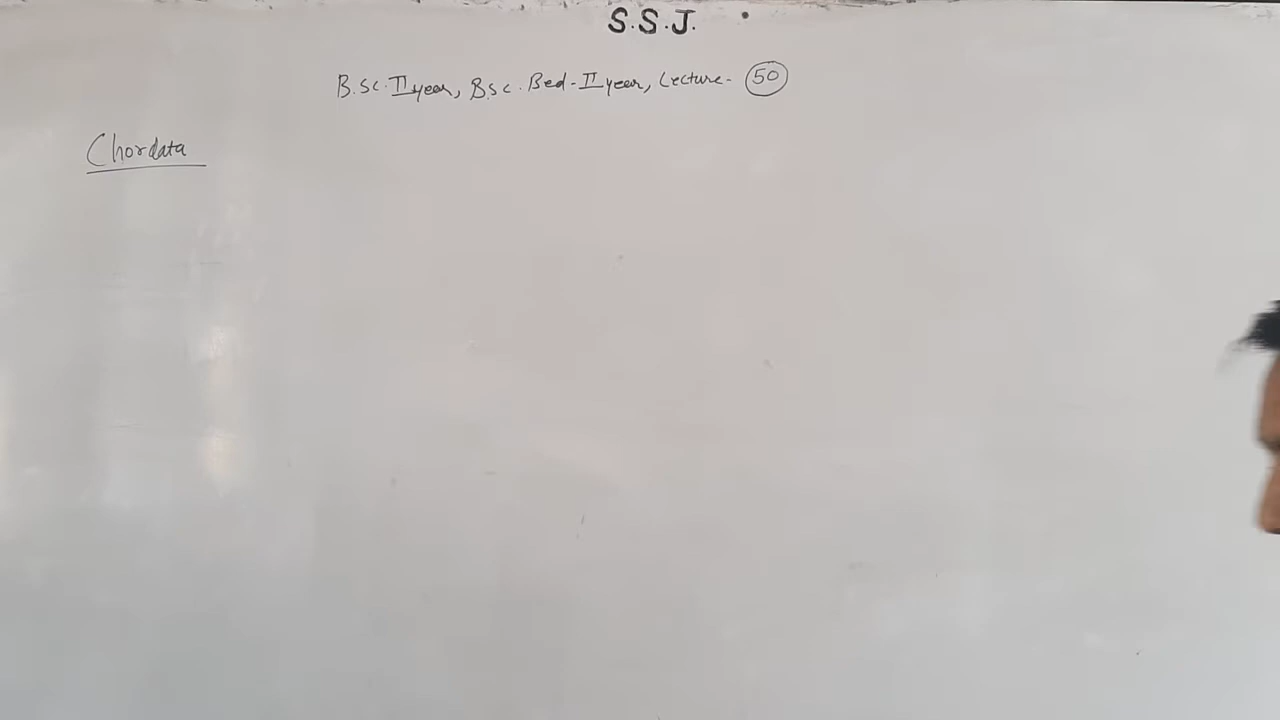 S.S.J.
B.Sc. II year, B.Sc. Bed - II year, Lecture - 50
Chordata